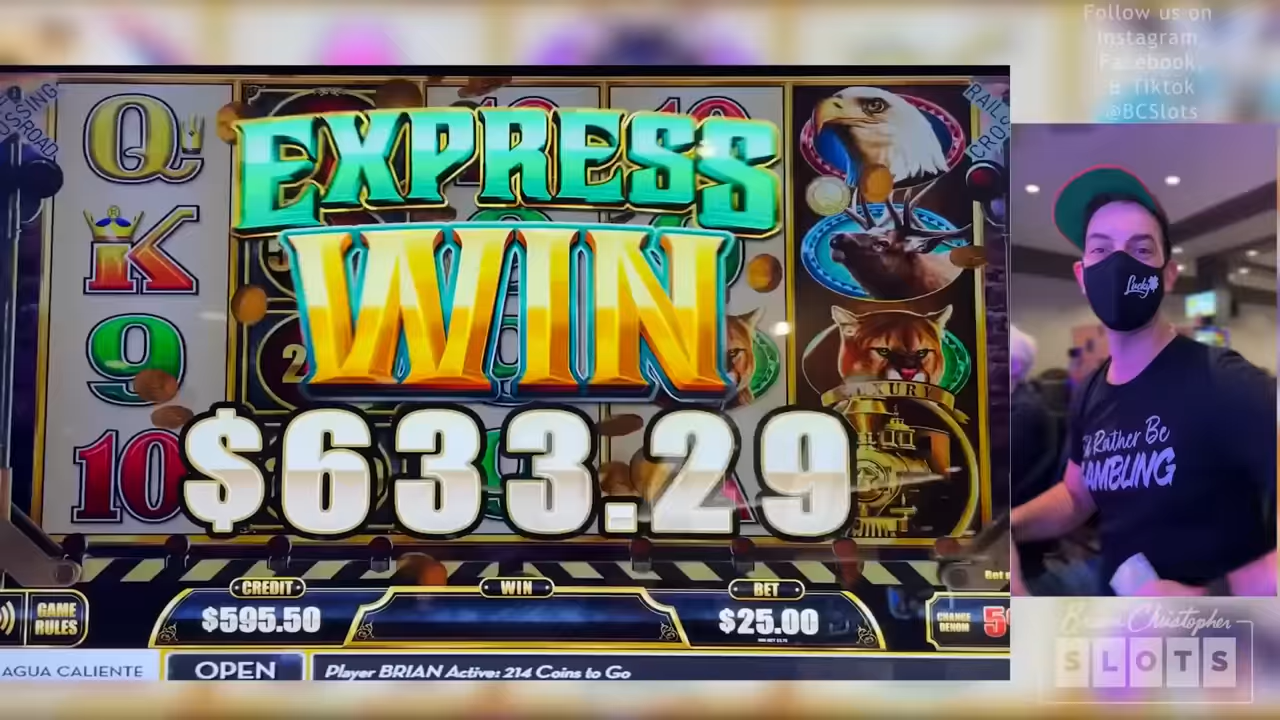 Follow us on
Instagram
Facebook
& Tiktok
@BCSlots
Q
K
9
10
EXPRESS
WIN
$633.29
LUXURY
Lucky
I'd Rather Be
GAMBLING
CREDIT
$595.50
WIN
BET
$25.00
GAME
RULES
CHANGE
DENOM
AGUA CALIENTE
OPEN
Player BRIAN Active: 214 Coins to Go
Brian Christopher
SLOTS